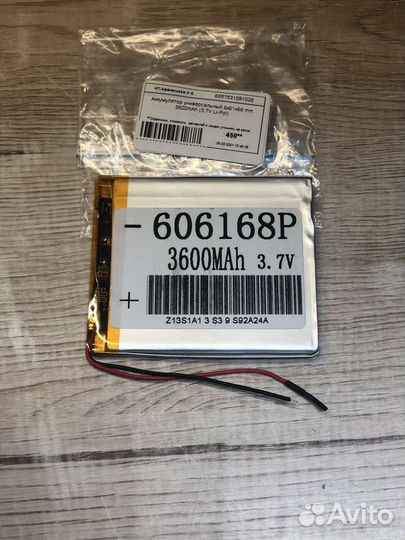 6957531081026
Аккумулятор универсальный 6x61x68 mm
3600mAh (3,7V Li-Pol)
450**
- 606168P
3600MAh 3.7V
+
Z13S1A1 3 S3 9 S92A24A
Avito